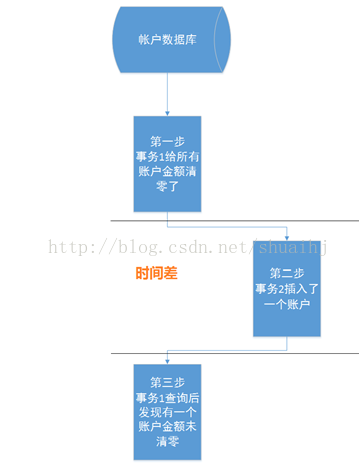 帐户数据库
第一步
事务1给所有
账户金额清
零了
http://blog.csdn.net/shuaihj
时间差
第二步
事务2插入了
一个账户
第三步
事务1查询后
发现有一个
账户金额未
清零